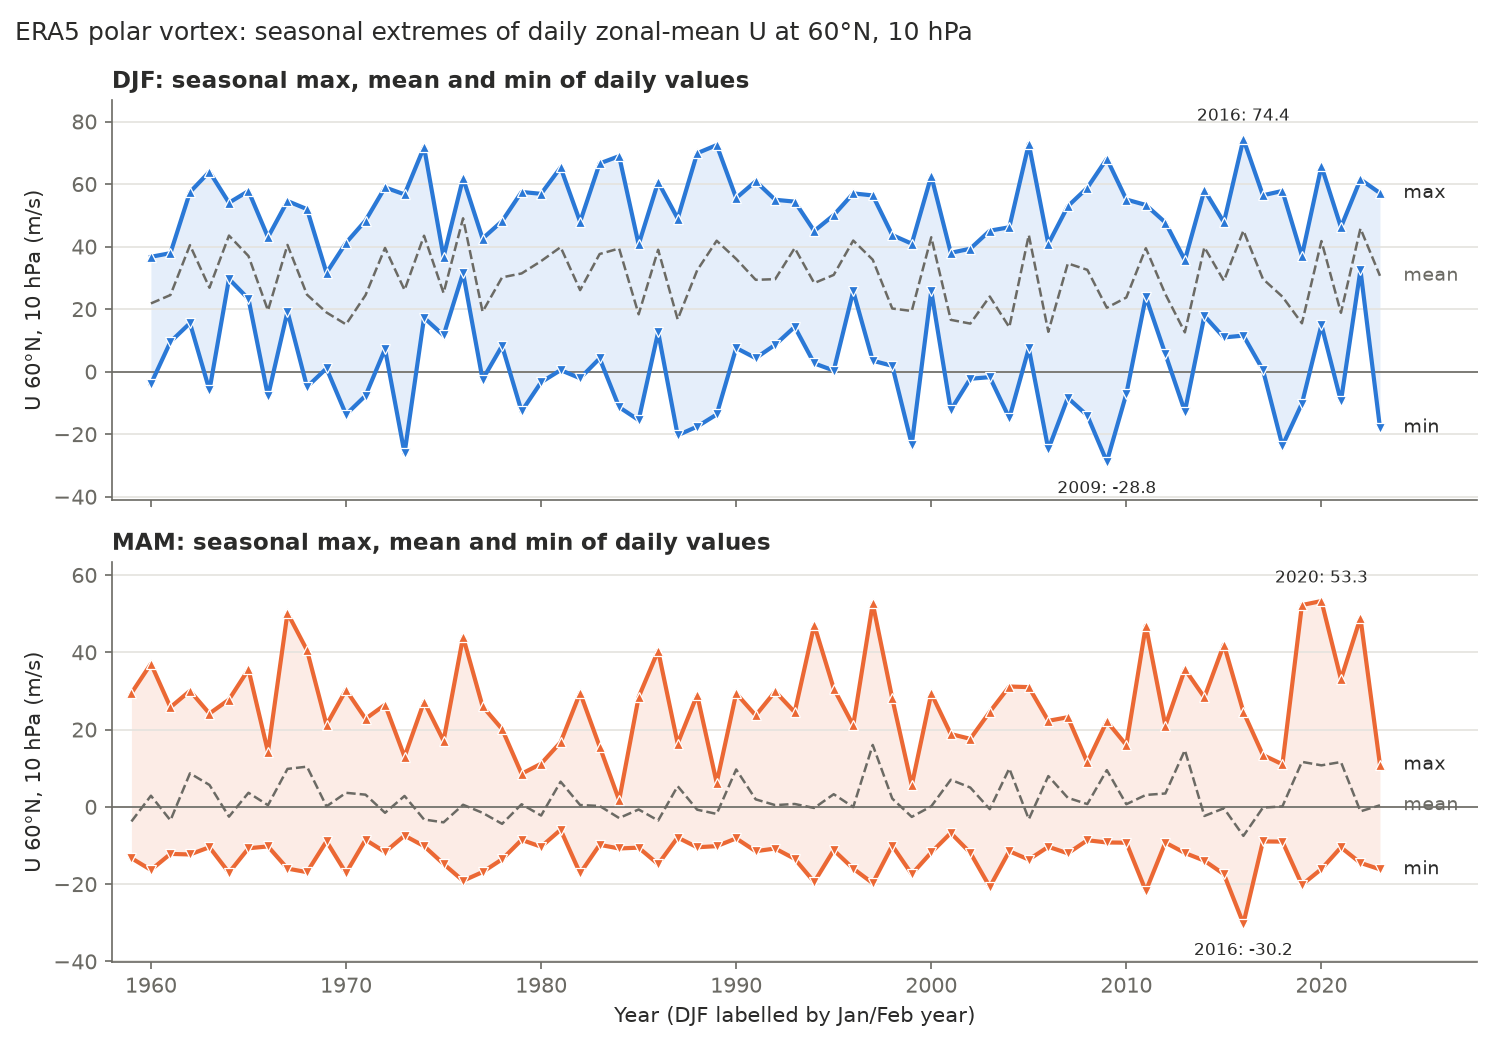 ERA5 polar vortex: seasonal extremes of daily zonal-mean U at 60°N, 10 hPa
DJF: seasonal max, mean and min of daily values
U 60°N, 10 hPa (m/s)
80
60
40
20
0
−20
−40
2016: 74.4
max
mean
min
2009: -28.8
MAM: seasonal max, mean and min of daily values
U 60°N, 10 hPa (m/s)
60
40
20
0
−20
−40
2020: 53.3
max
mean
min
2016: -30.2
1960
1970
1980
1990
2000
2010
2020
Year (DJF labelled by Jan/Feb year)